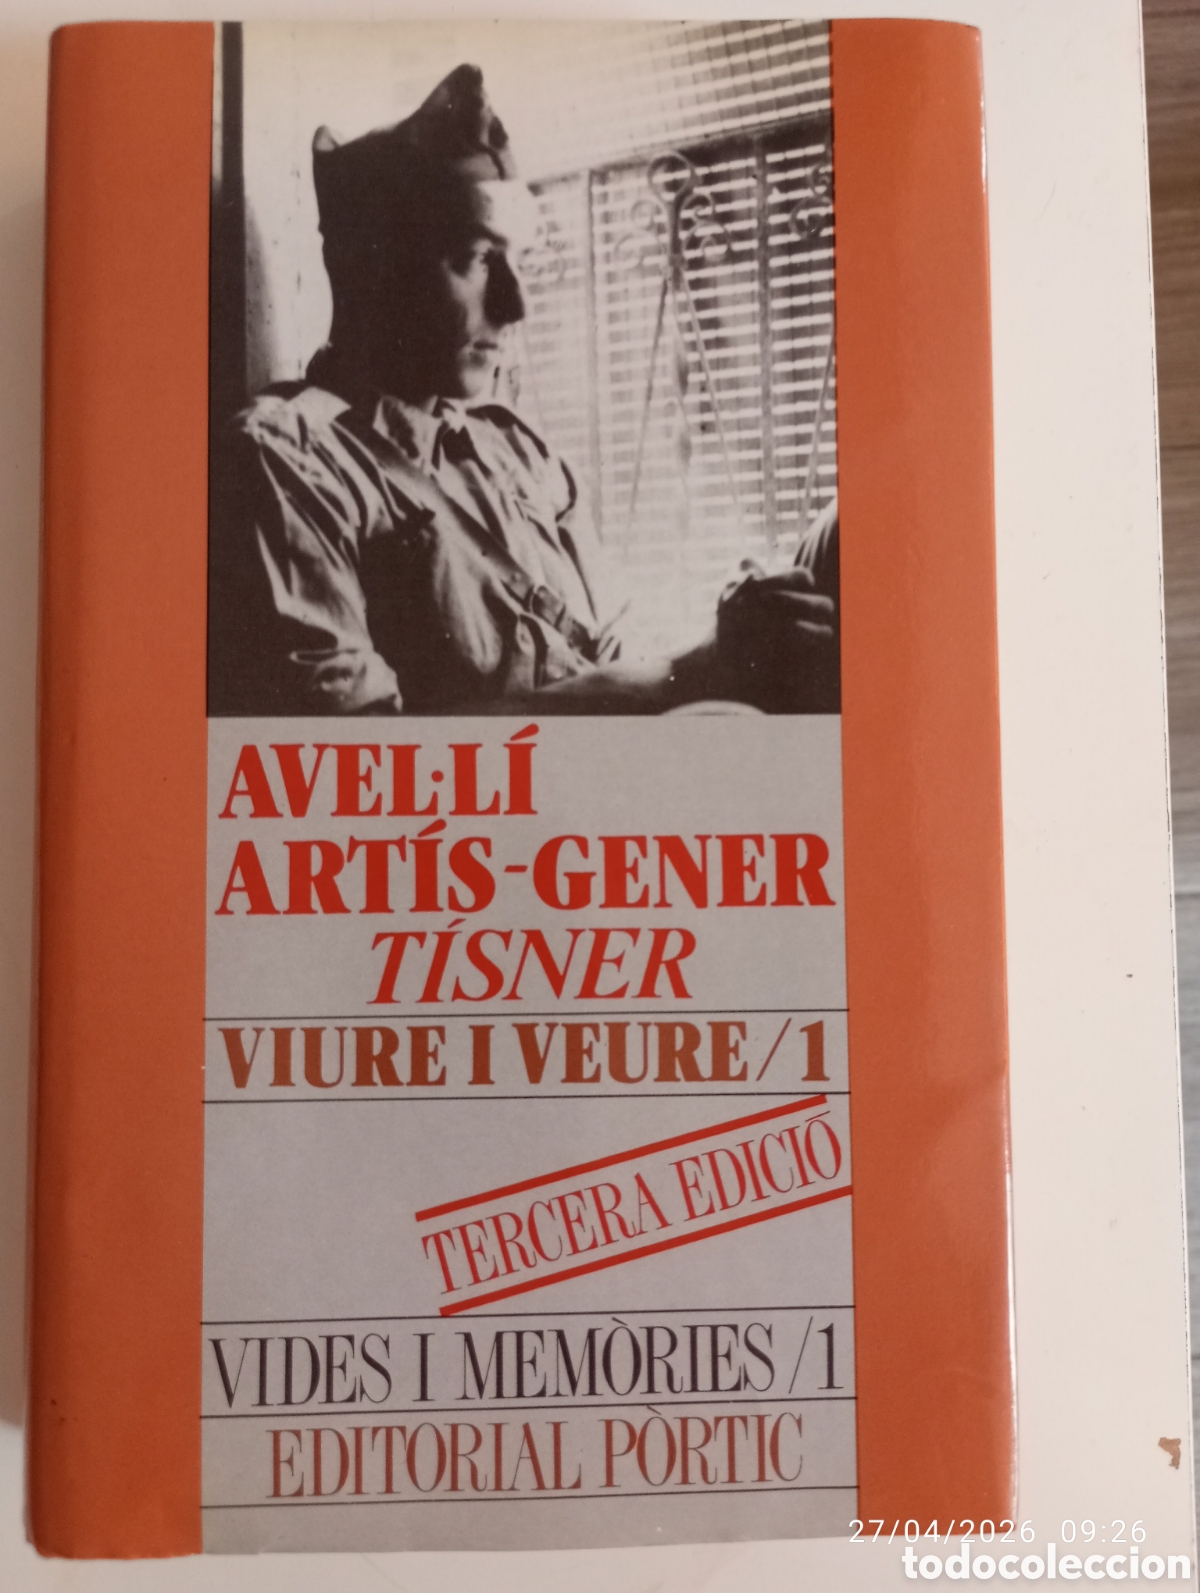 AVEL·LÍ
ARTÍS-GENER
TÍSNER
VIURE I VEURE/1
TERCERA EDICIÓ
VIDES I MEMÒRIES/1
EDITORIAL PÒRTIC
27/04/2026 09:26
todocoleccion